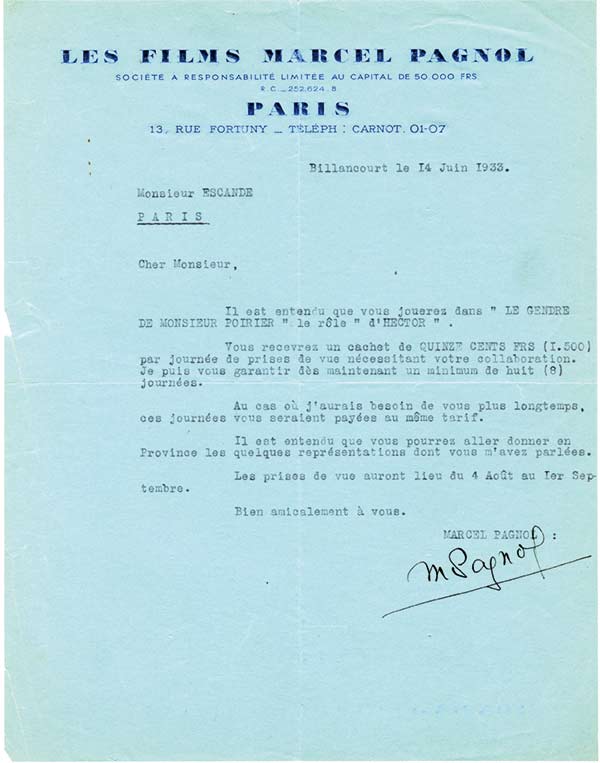 LES FILMS MARCEL PAGNOL
SOCIÉTÉ A RESPONSABILITÉ LIMITÉE AU CAPITAL DE 50.000 FRS
R.C._252.624.B
PARIS
13, RUE FORTUNY _ TÉLÉPH : CARNOT. 01-07
Billancourt le I4 Juin I933.
Monsieur ESCANDE
P A R I S
Cher Monsieur,
Il est entendu que vous jouerez dans " LE GENDRE
DE MONSIEUR POIRIER " le rôle " d'HECTOR " .
Vous recevrez un cachet de QUINZE CENTS FRS (I.500)
par journée de prises de vue nécessitant votre collaboration.
Je puis vous garantir dès maintenant un minimum de huit (8)
journées.
Au cas où j'aurais besoin de vous plus longtemps,
ces journées vous seraient payées au même tarif.
Il est entendu que vous pourrez aller donner en
Province les quelques représentations dont vous m'avez parlées.
Les prises de vue auront lieu du 4 Août au Ier Sep-
tembre.
Bien amicalement à vous.
MARCEL PAGNOL :
M Pagnol